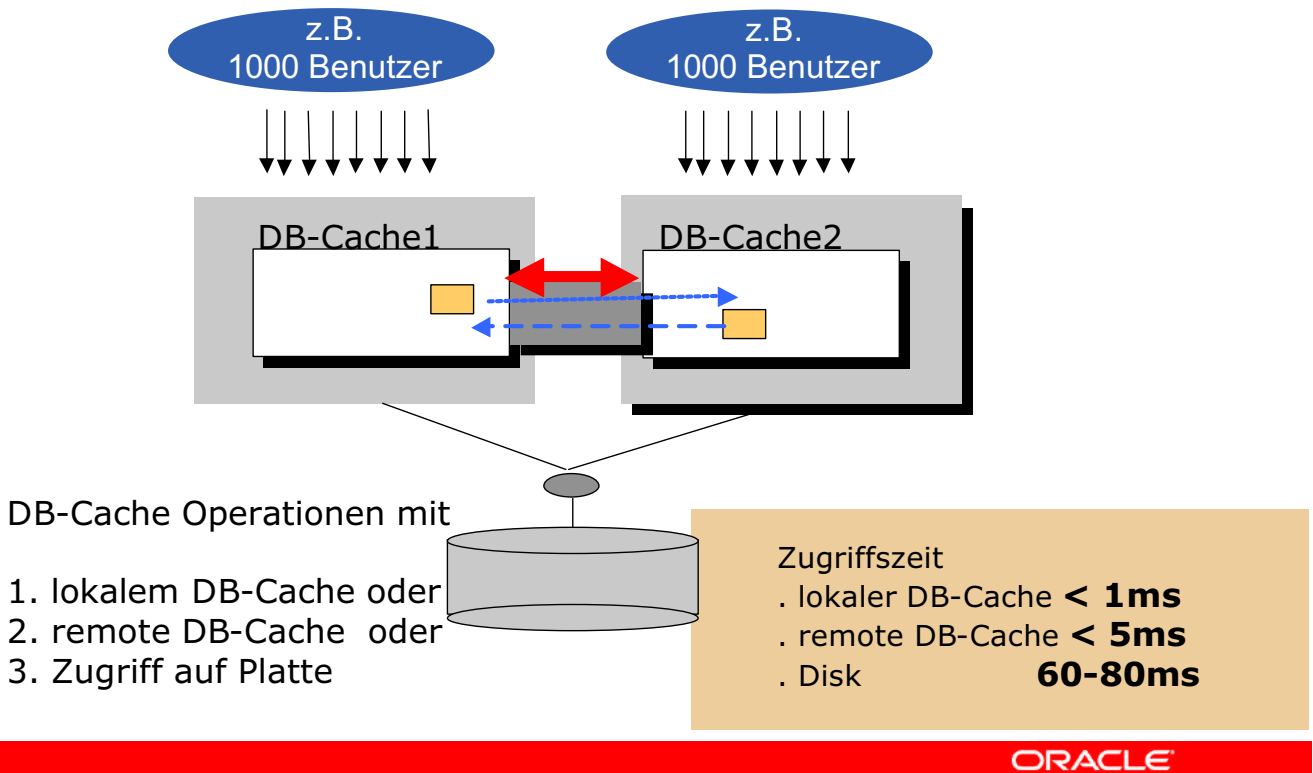 z.B.
1000 Benutzer
z.B.
1000 Benutzer
DB-Cache1
DB-Cache2
DB-Cache Operationen mit
1. lokalem DB-Cache oder
2. remote DB-Cache oder
3. Zugriff auf Platte
Zugriffszeit
. lokaler DB-Cache < 1ms
. remote DB-Cache < 5ms
. Disk 60-80ms
ORACLE